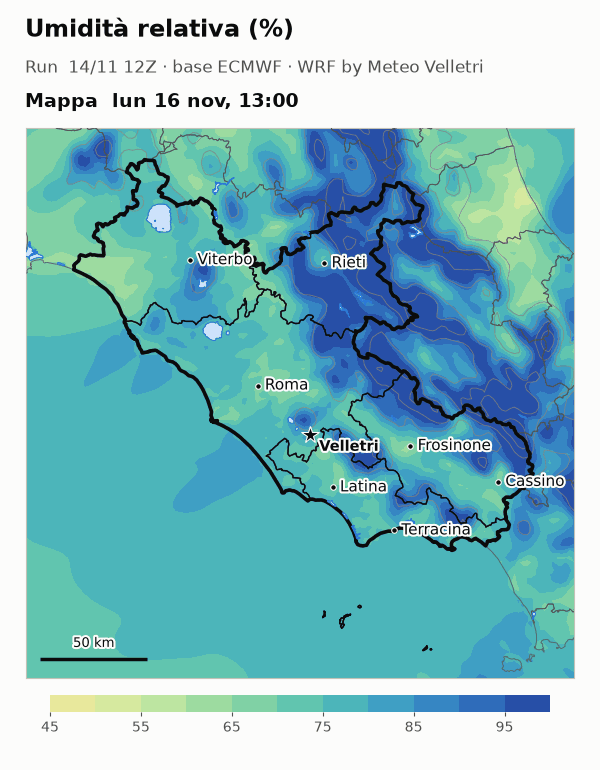 Umidità relativa (%)
Run  14/11 12Z · base ECMWF · WRF by Meteo Velletri
Mappa  lun 16 nov, 13:00
Viterbo
Rieti
Roma
Velletri
Frosinone
Cassino
Latina
Terracina
50 km
45 55 65 75 85 95